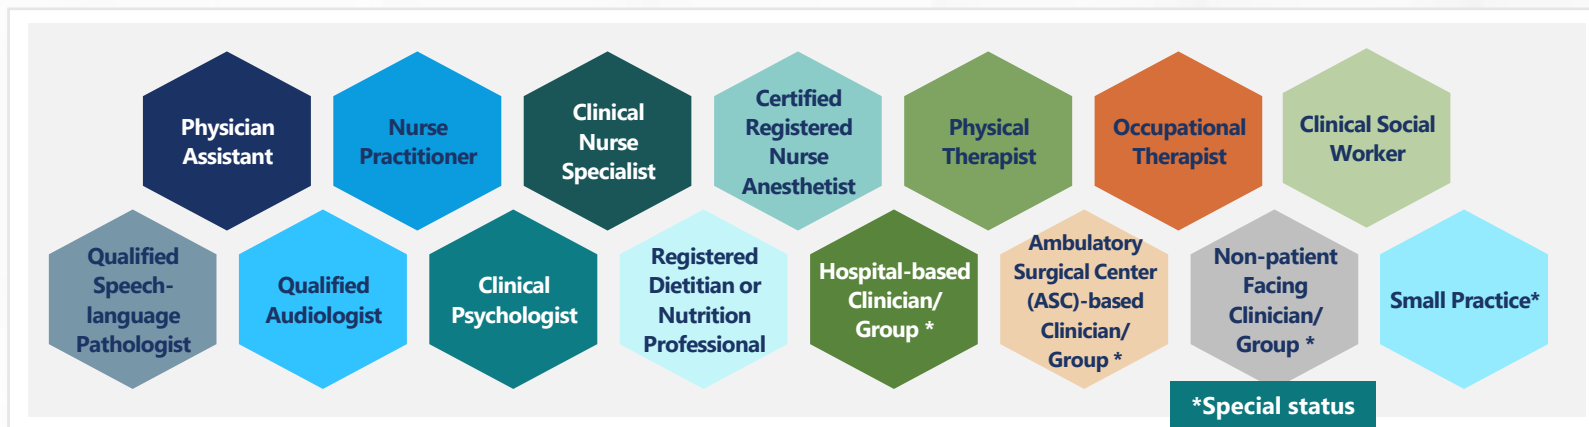 Physician
Assistant
Nurse
Practitioner
Clinical
Nurse
Specialist
Certified
Registered
Nurse
Anesthetist
Physical
Therapist
Occupational
Therapist
Clinical Social
Worker
Qualified
Speech-
language
Pathologist
Qualified
Audiologist
Clinical
Psychologist
Registered
Dietitian or
Nutrition
Professional
Hospital-based
Clinician/
Group *
Ambulatory
Surgical Center
(ASC)-based
Clinician/
Group *
Non-patient
Facing
Clinician/
Group *
Small Practice*
*Special status